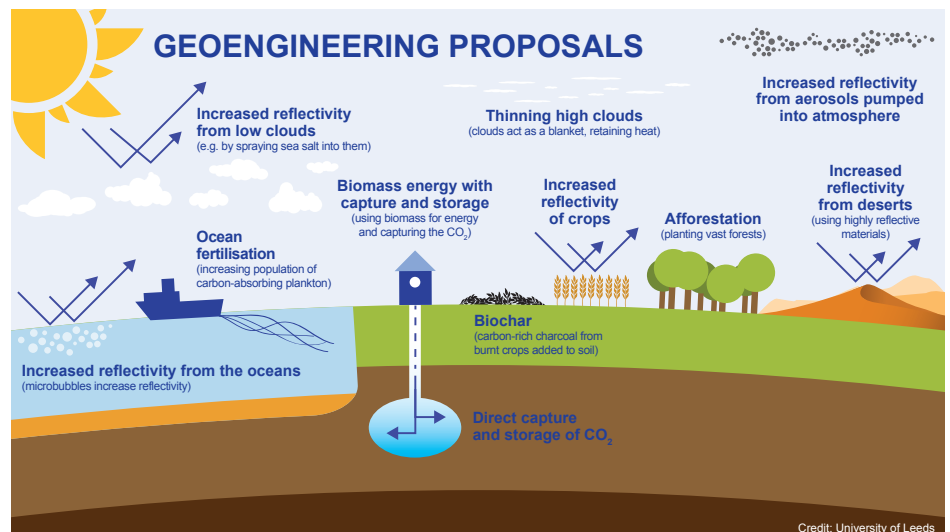 GEOENGINEERING PROPOSALS
Increased reflectivity
from low clouds
(e.g. by spraying sea salt into them)
Thinning high clouds
(clouds act as a blanket, retaining heat)
Increased reflectivity
from aerosols pumped
into atmosphere
Biomass energy with
capture and storage
(using biomass for energy
and capturing the CO₂)
Increased
reflectivity
of crops
Afforestation
(planting vast forests)
Increased
reflectivity
from deserts
(using highly reflective
materials)
Ocean
fertilisation
(increasing population of
carbon-absorbing plankton)
Biochar
(carbon-rich charcoal from
burnt crops added to soil)
Increased reflectivity from the oceans
(microbubbles increase reflectivity)
Direct capture
and storage of CO₂
Credit: University of Leeds